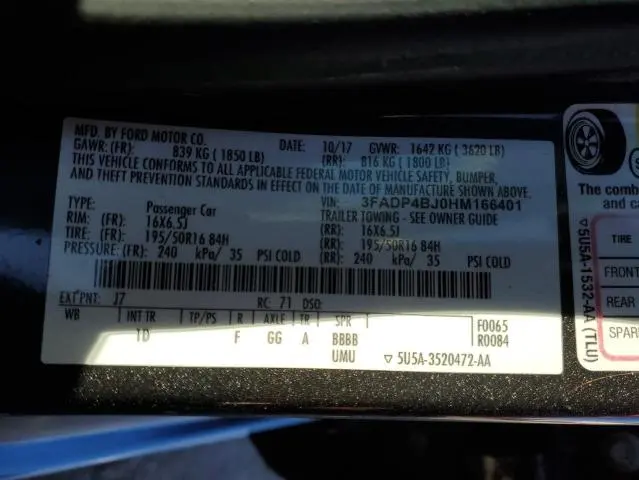 MFD. BY FORD MOTOR CO.
DATE: 10/17 GVWR: 1642 KG ( 3620 LB)
GAWR: (FR): 839 KG ( 1850 LB) (RR): 816 KG ( 1800 LB)
THIS VEHICLE CONFORMS TO ALL APPLICABLE FEDERAL MOTOR VEHICLE SAFETY, BUMPER,
AND THEFT PREVENTION STANDARDS IN EFFECT ON THE DATE OF MANUFACTURE SHOWN ABOVE.
VIN: 3FADP4BJ0HM166401
TYPE: Passenger Car TRAILER TOWING - SEE OWNER GUIDE
RIM: (FR): 16X6.5J (RR): 16X6.5J
TIRE: (FR): 195/50R16 84H (RR): 195/50R16 84H
PRESSURE: (FR): 240 kPa/ 35 PSI COLD (RR): 240 kPa/ 35 PSI COLD
EXT PNT: J7 RC: 71 DSO:
WB INT TR TP/PS R AXLE TR SPR F0065
1D F GG A BBBB R0084
UMU ▽ 5U5A-3520472-AA
▽ 5U5A-1532-AA (TLU)
The comb
and ca
TIRE
FRONT
REAR
SPAR